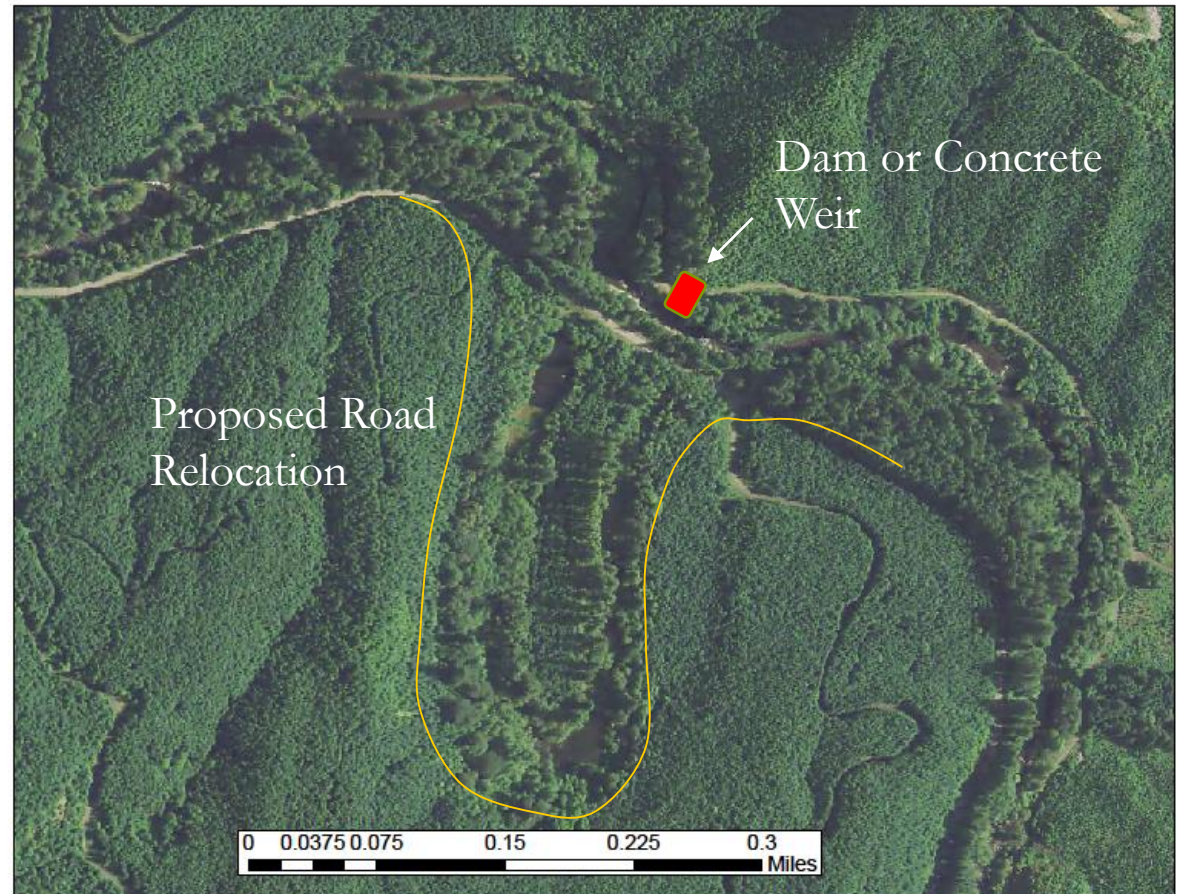 Dam or Concrete
Weir
Proposed Road
Relocation
0 0.0375 0.075 0.15 0.225 0.3
Miles